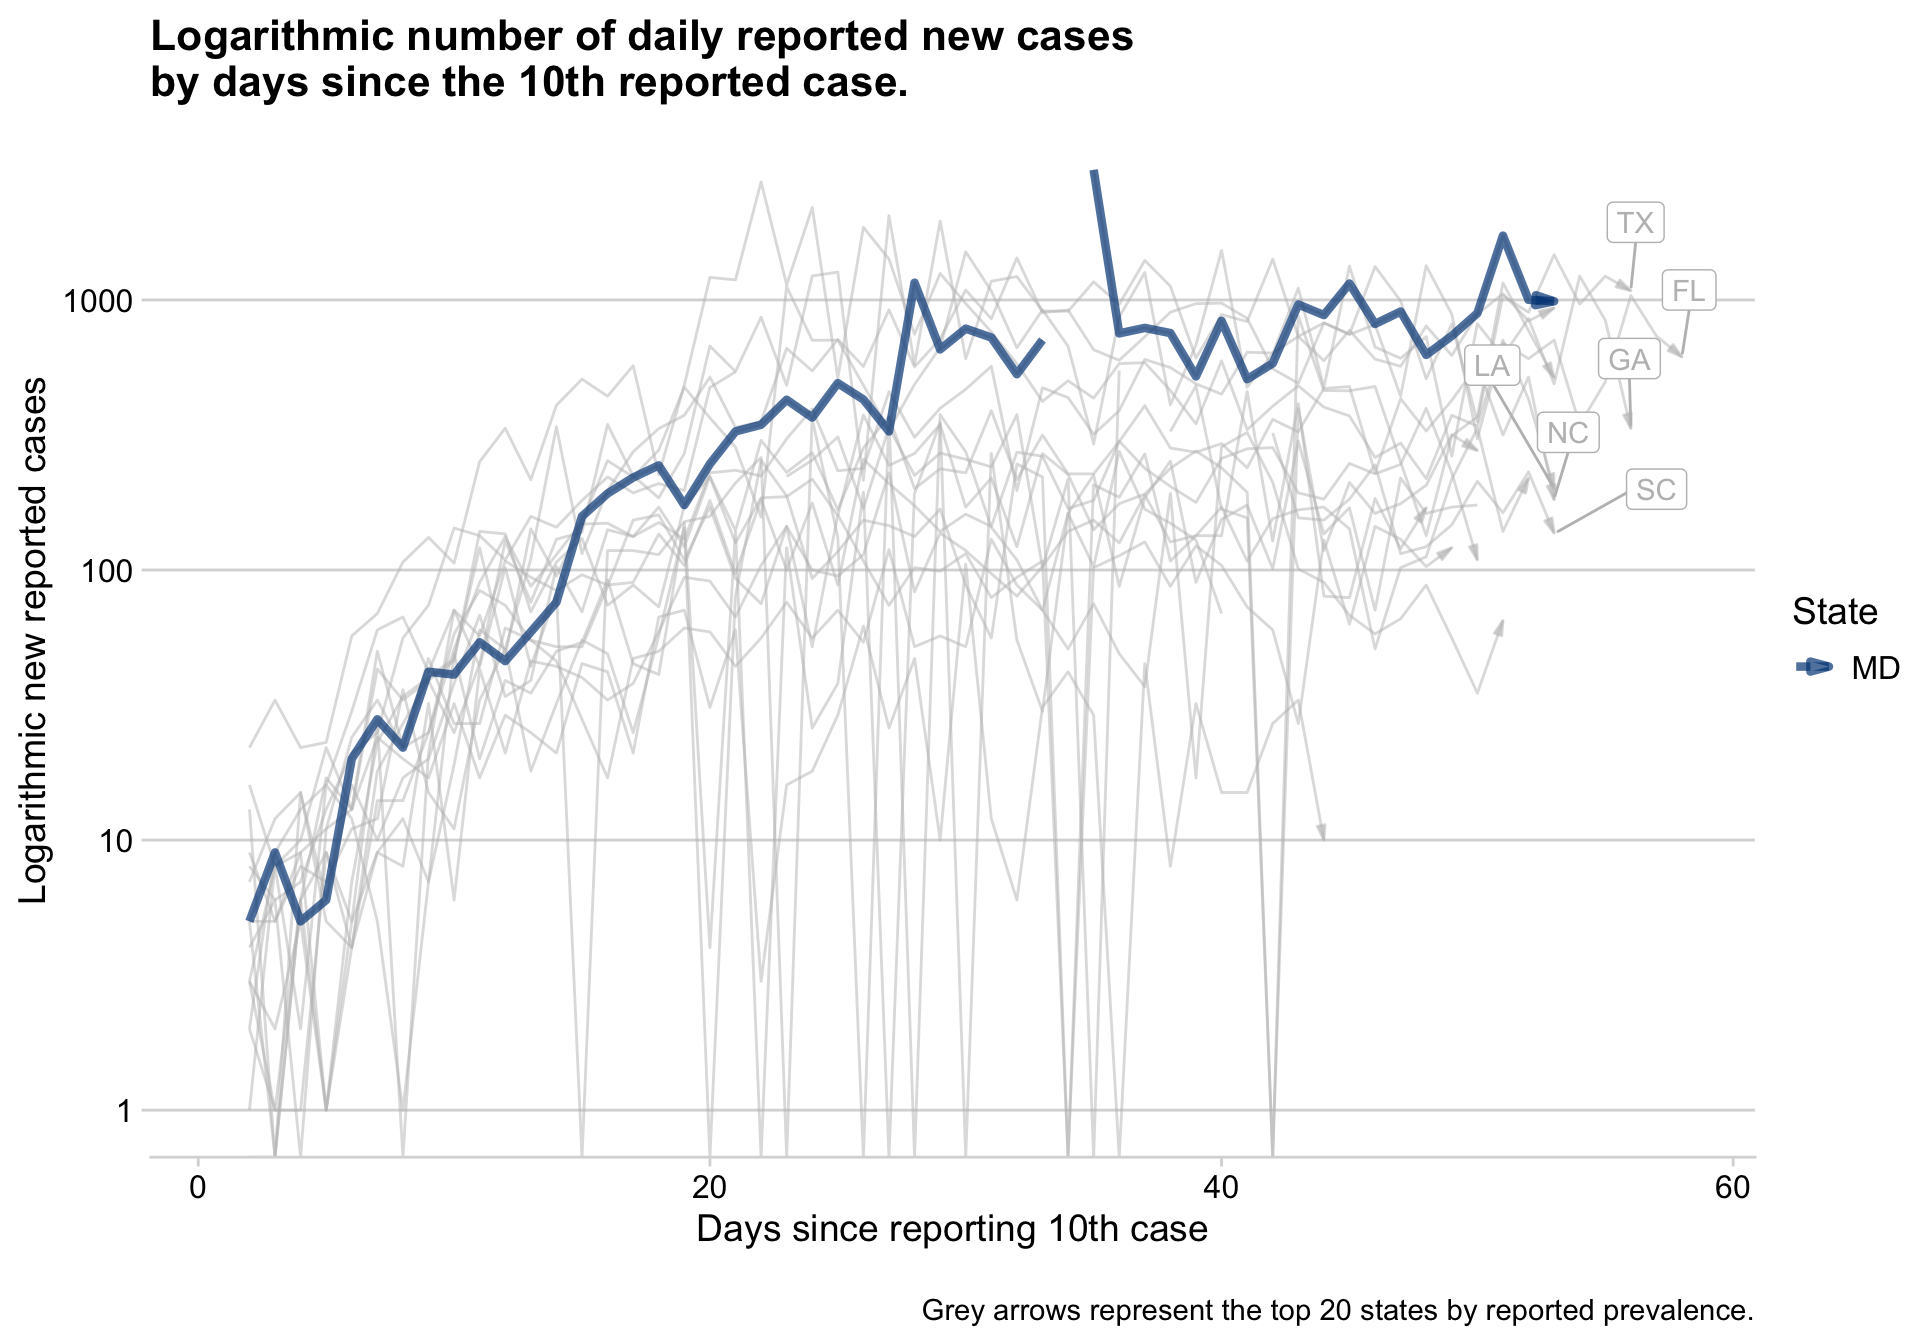 Logarithmic number of daily reported new cases
by days since the 10th reported case.
Logarithmic new reported cases
1000
100
10
1
TX
FL
LA
GA
NC
SC
State
MD
0
20
40
60
Days since reporting 10th case
Grey arrows represent the top 20 states by reported prevalence.